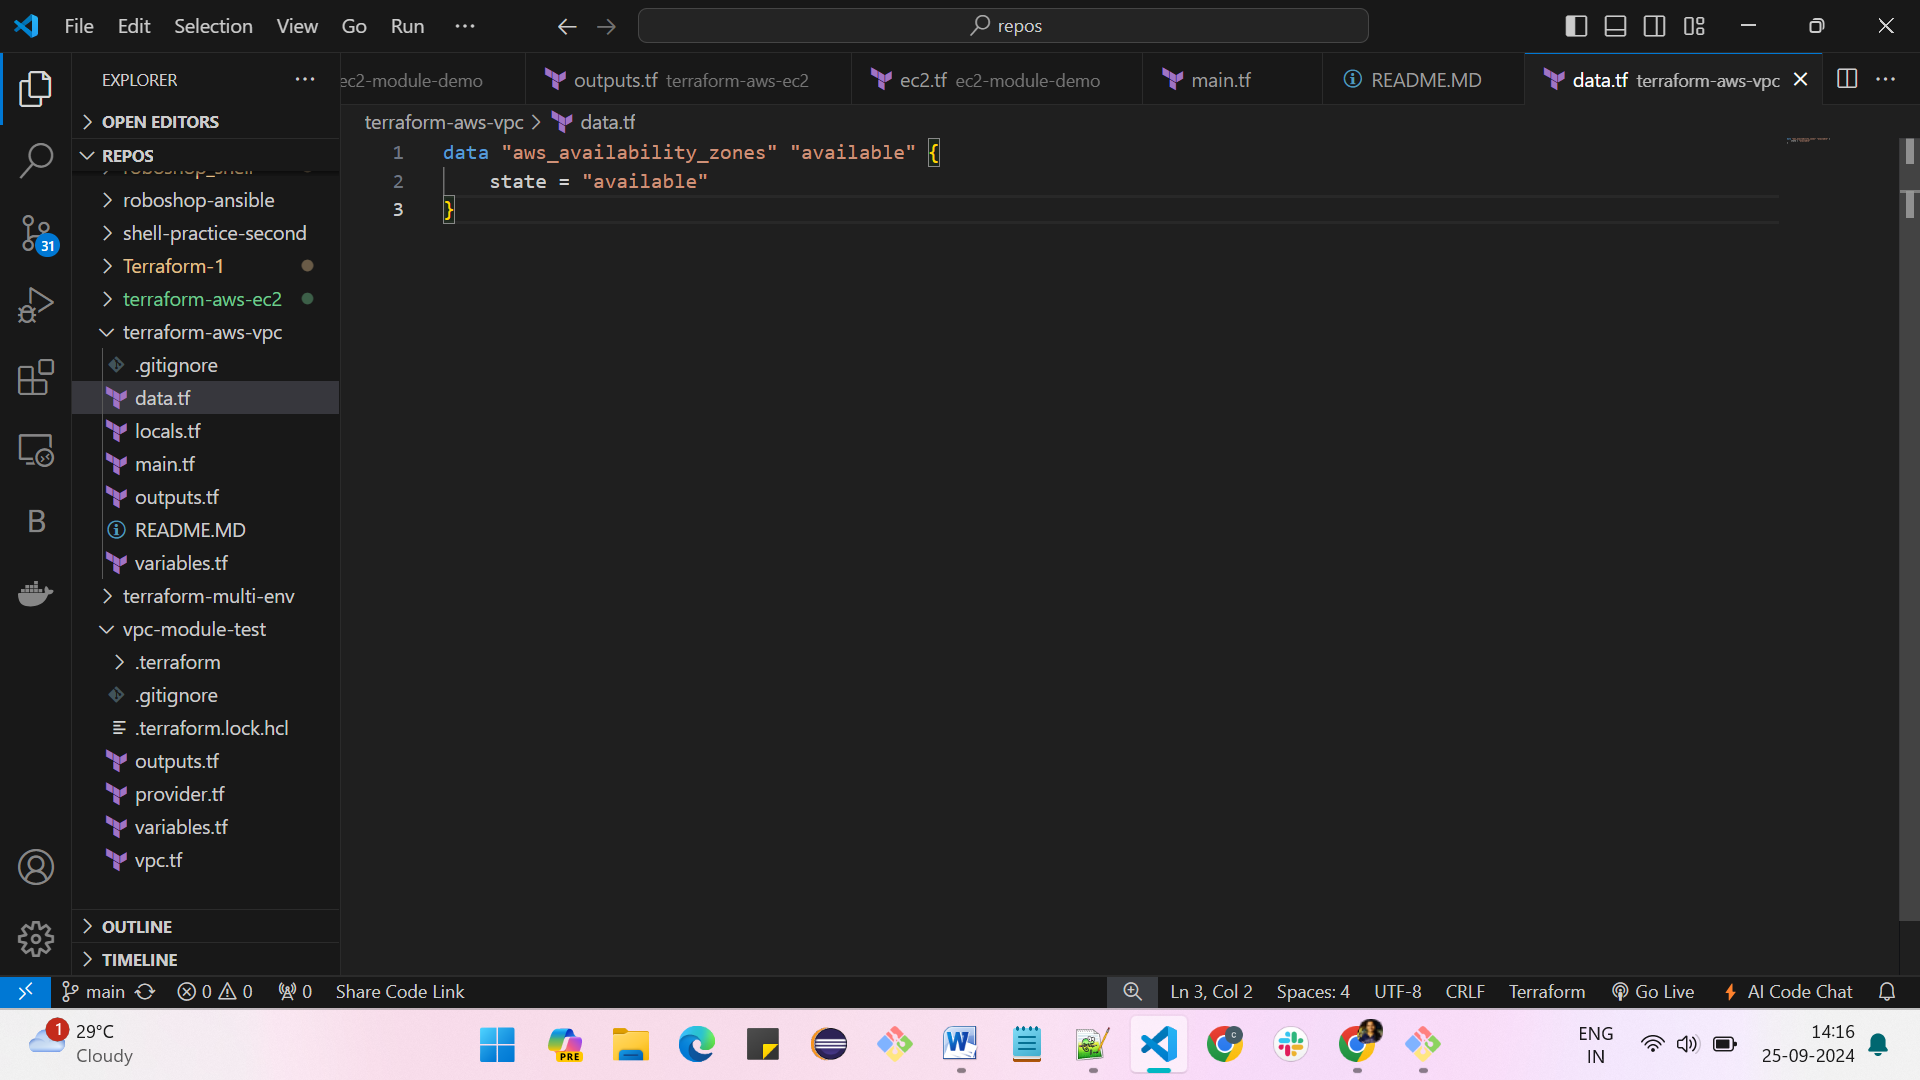 File Edit Selection View Go Run
repos
EXPLORER
ec2-module-demo
outputs.tf terraform-aws-ec2
ec2.tf ec2-module-demo
main.tf
README.MD
data.tf terraform-aws-vpc
OPEN EDITORS
terraform-aws-vpc > data.tf
REPOS
roboshop_shell
roboshop-ansible
shell-practice-second
Terraform-1
terraform-aws-ec2
terraform-aws-vpc
.gitignore
data.tf
locals.tf
main.tf
outputs.tf
README.MD
variables.tf
terraform-multi-env
vpc-module-test
.terraform
.gitignore
.terraform.lock.hcl
outputs.tf
provider.tf
variables.tf
vpc.tf
OUTLINE
TIMELINE
31
B
1 data "aws_availability_zones" "available" {
2 state = "available"
3 }
main 0 0 0 Share Code Link
Ln 3, Col 2 Spaces: 4 UTF-8 CRLF Terraform Go Live AI Code Chat
1
29°C
Cloudy
PRE
W
C
ENG
IN
14:16
25-09-2024